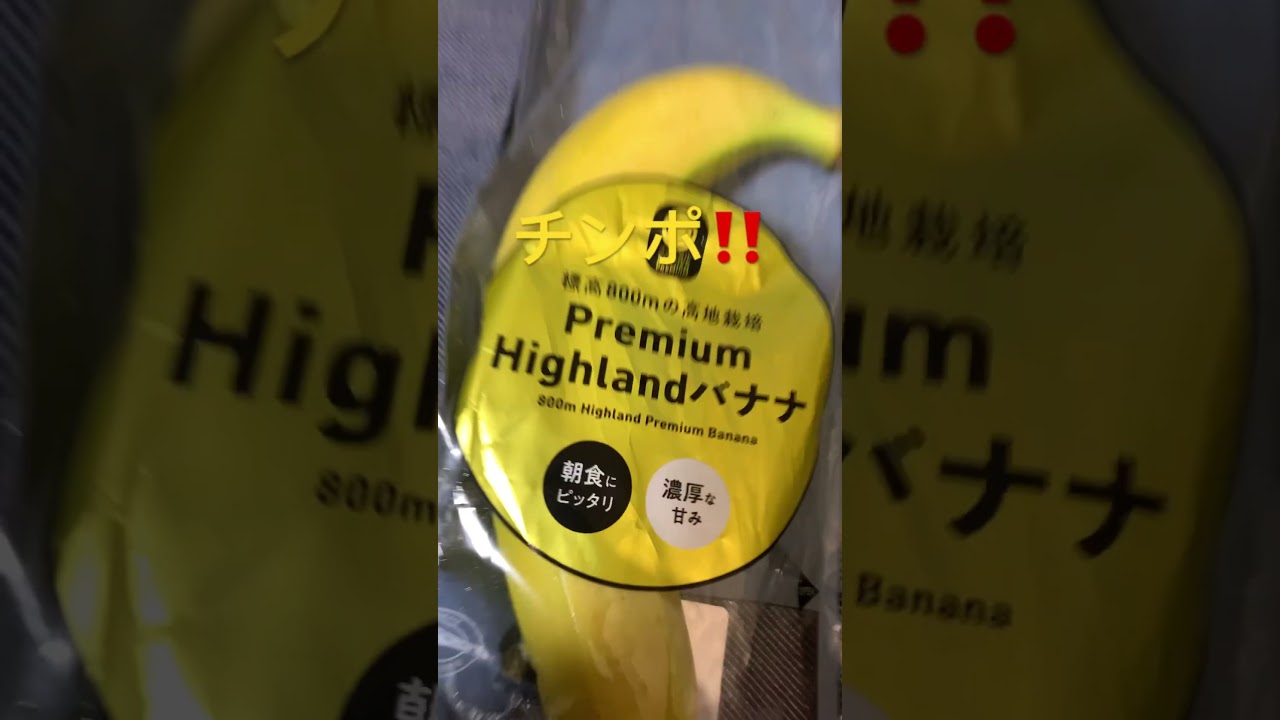 チンポ‼️
標高800mの高地栽培
Premium
Highlandバナナ
800m Highland Premium Banana
朝食に
ピッタリ
濃厚な
甘み